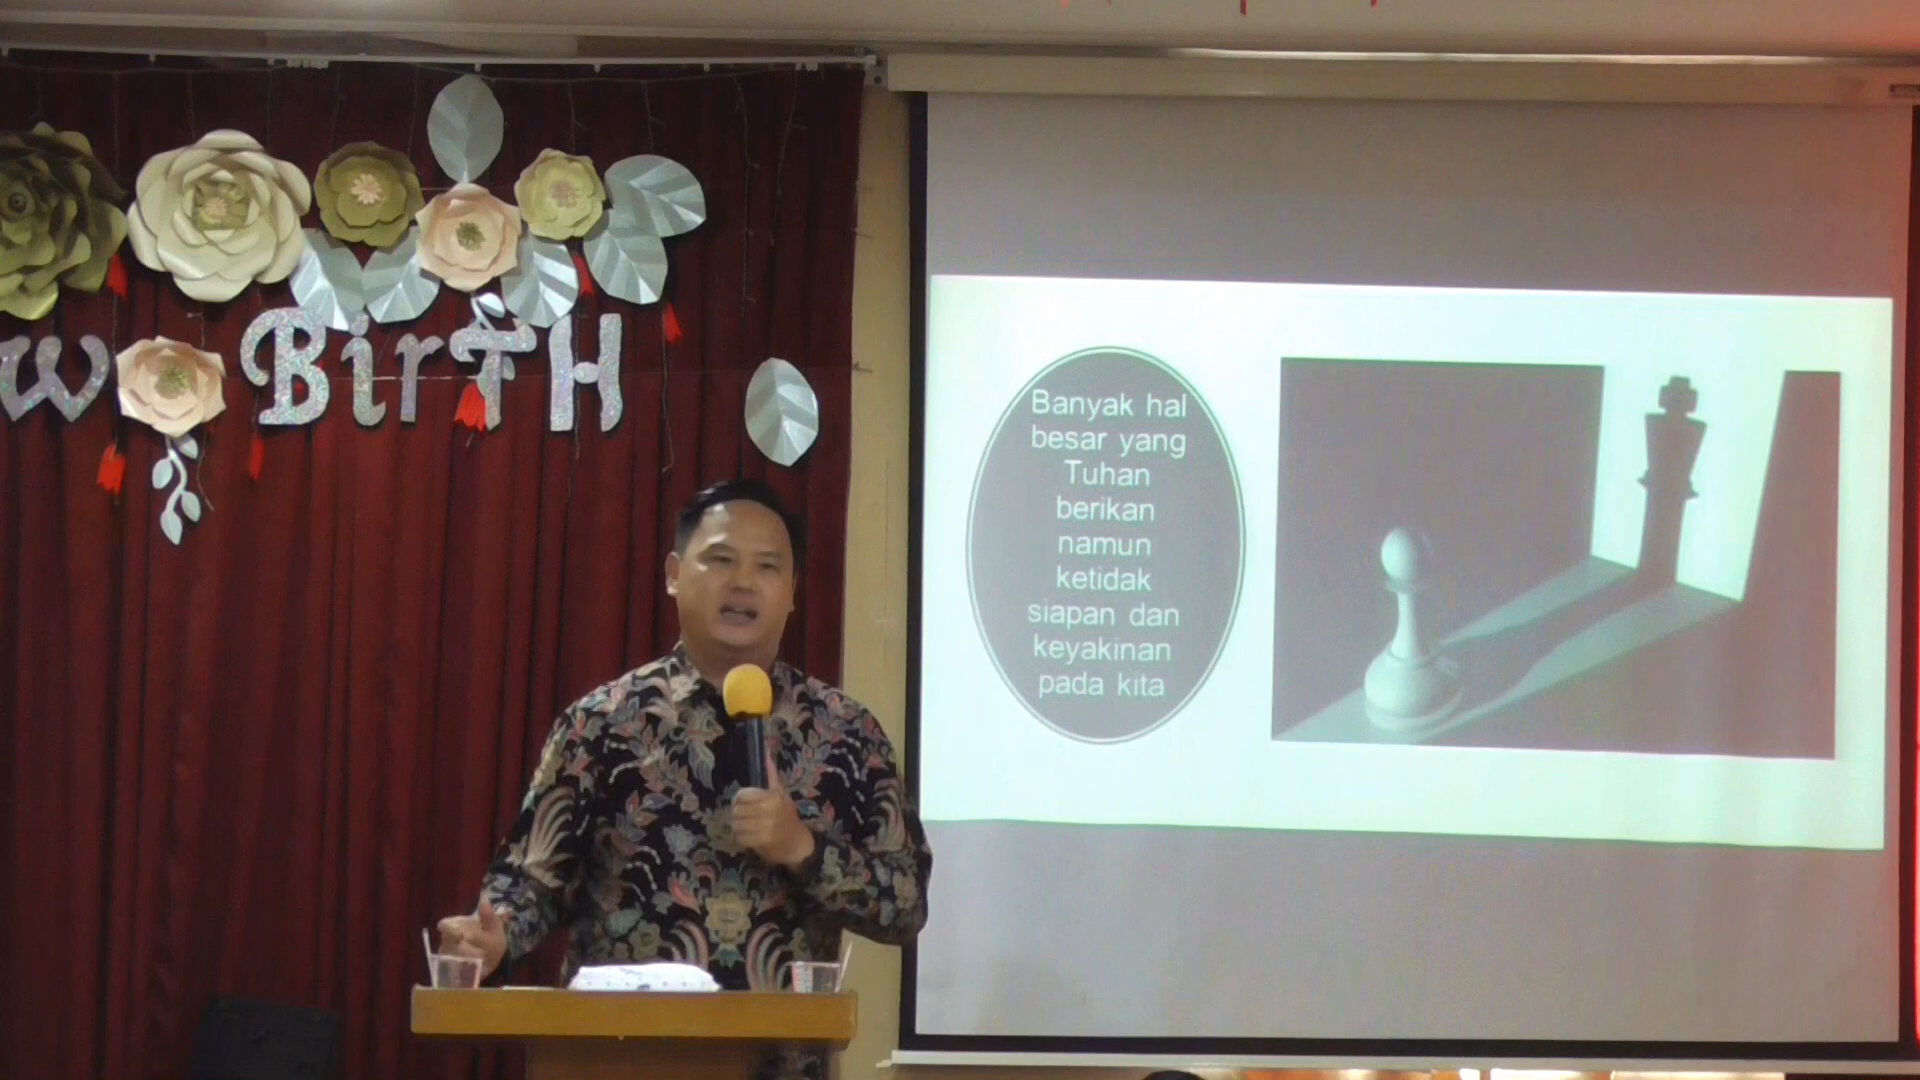 w Birth
Banyak hal
besar yang
Tuhan
berikan
namun
ketidak
siapan dan
keyakinan
pada kita